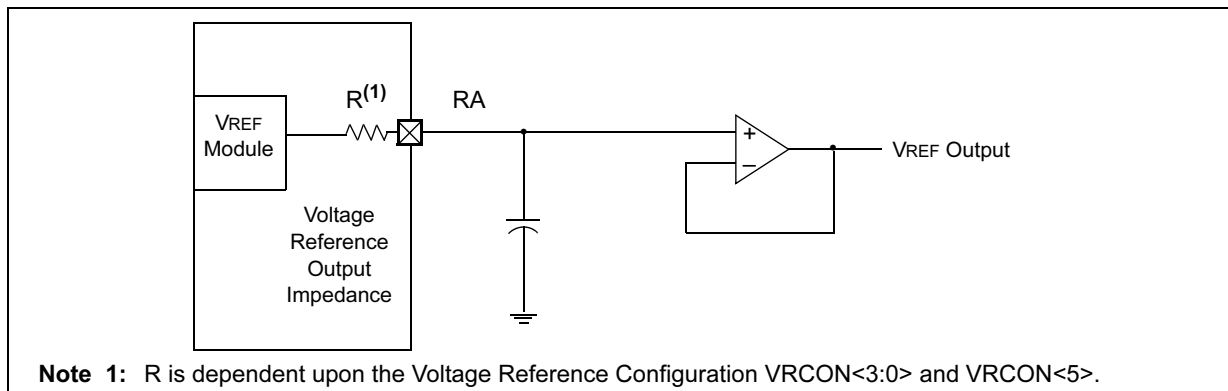 R(1)
RA
VREF
Module
+
–
VREF Output
Voltage
Reference
Output
Impedance
Note 1: R is dependent upon the Voltage Reference Configuration VRCON<3:0> and VRCON<5>.